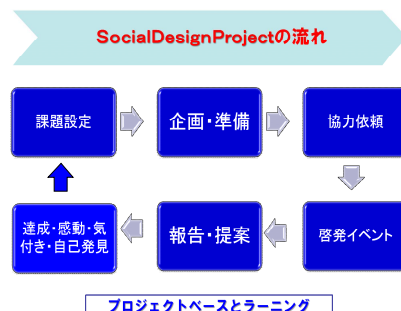 SocialDesignProjectの流れ
課題設定
企画・準備
協力依頼
達成・感動・気
付き・自己発見
報告・提案
啓発イベント
プロジェクトベースとラーニング